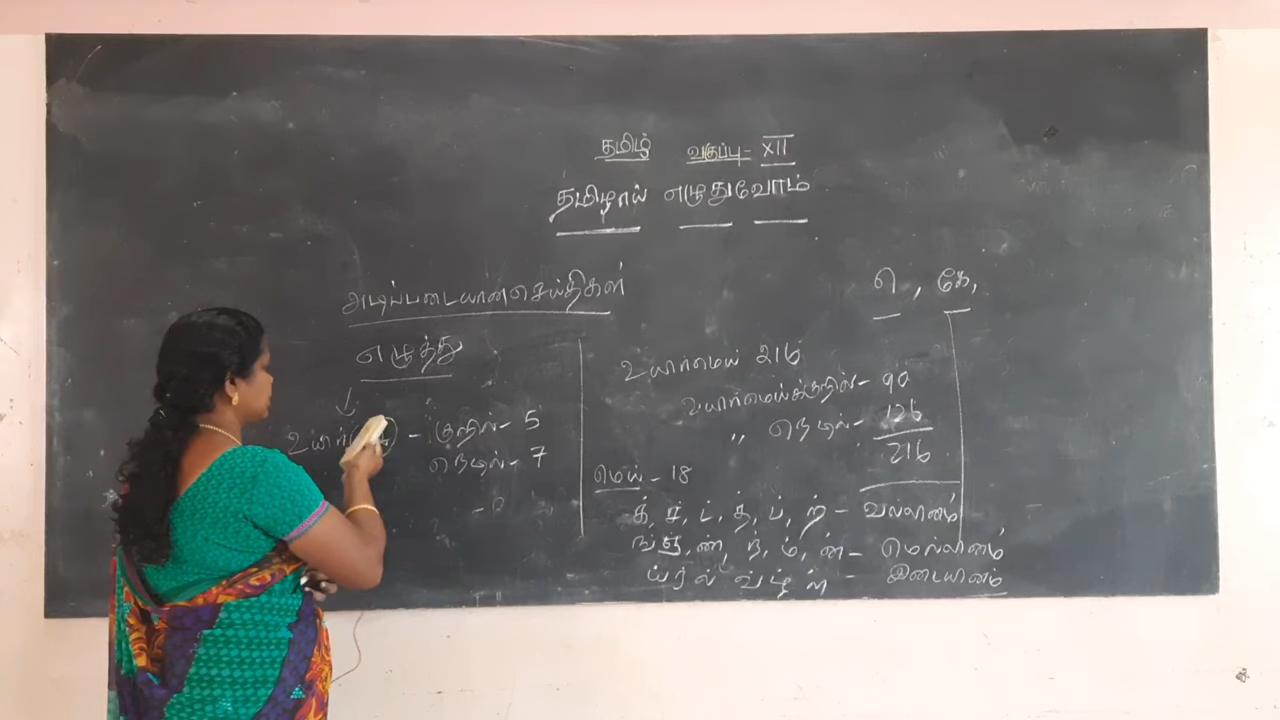 தமிழ் வகுப்பு- XII
தமிழாய் எழுதுவோம்
அடிப்படையான செய்திகள்
எழுத்து
உயிர் - குறில் - 5
நெடில் - 7
ெ, கே,
உயிர்மெய் 216
உயிர்மெய்க்குறில் - 90
" நெடில் - 126
216
மெய் - 18
க், ச், ட், த், ப், ற் - வல்லினம்
ங் ஞ், ண், ந், ம், ன் - மெல்லினம்
ய் ர் ல் வ் ழ் ள் - இடையினம்